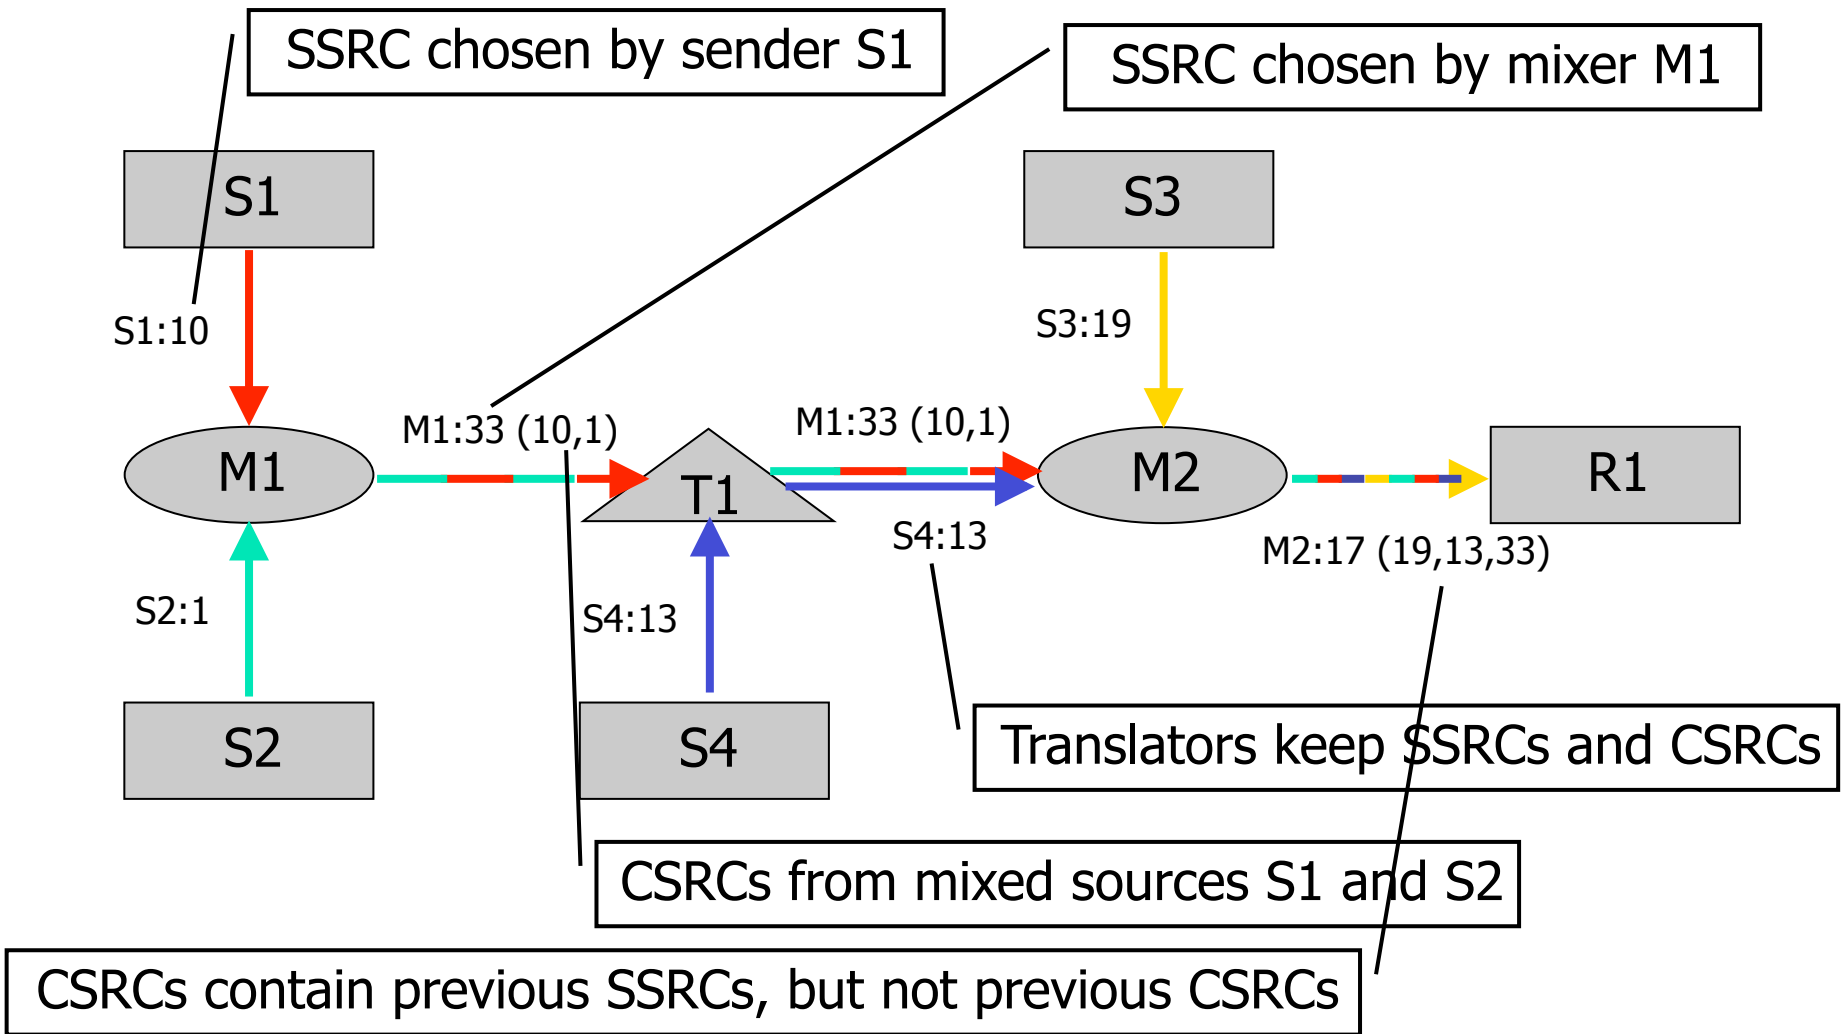 SSRC chosen by sender S1
SSRC chosen by mixer M1
S1
S3
S1:10
S3:19
M1:33 (10,1)
M1:33 (10,1)
M1
T1
M2
R1
S4:13
M2:17 (19,13,33)
S2:1
S4:13
S2
S4
Translators keep SSRCs and CSRCs
CSRCs from mixed sources S1 and S2
CSRCs contain previous SSRCs, but not previous CSRCs